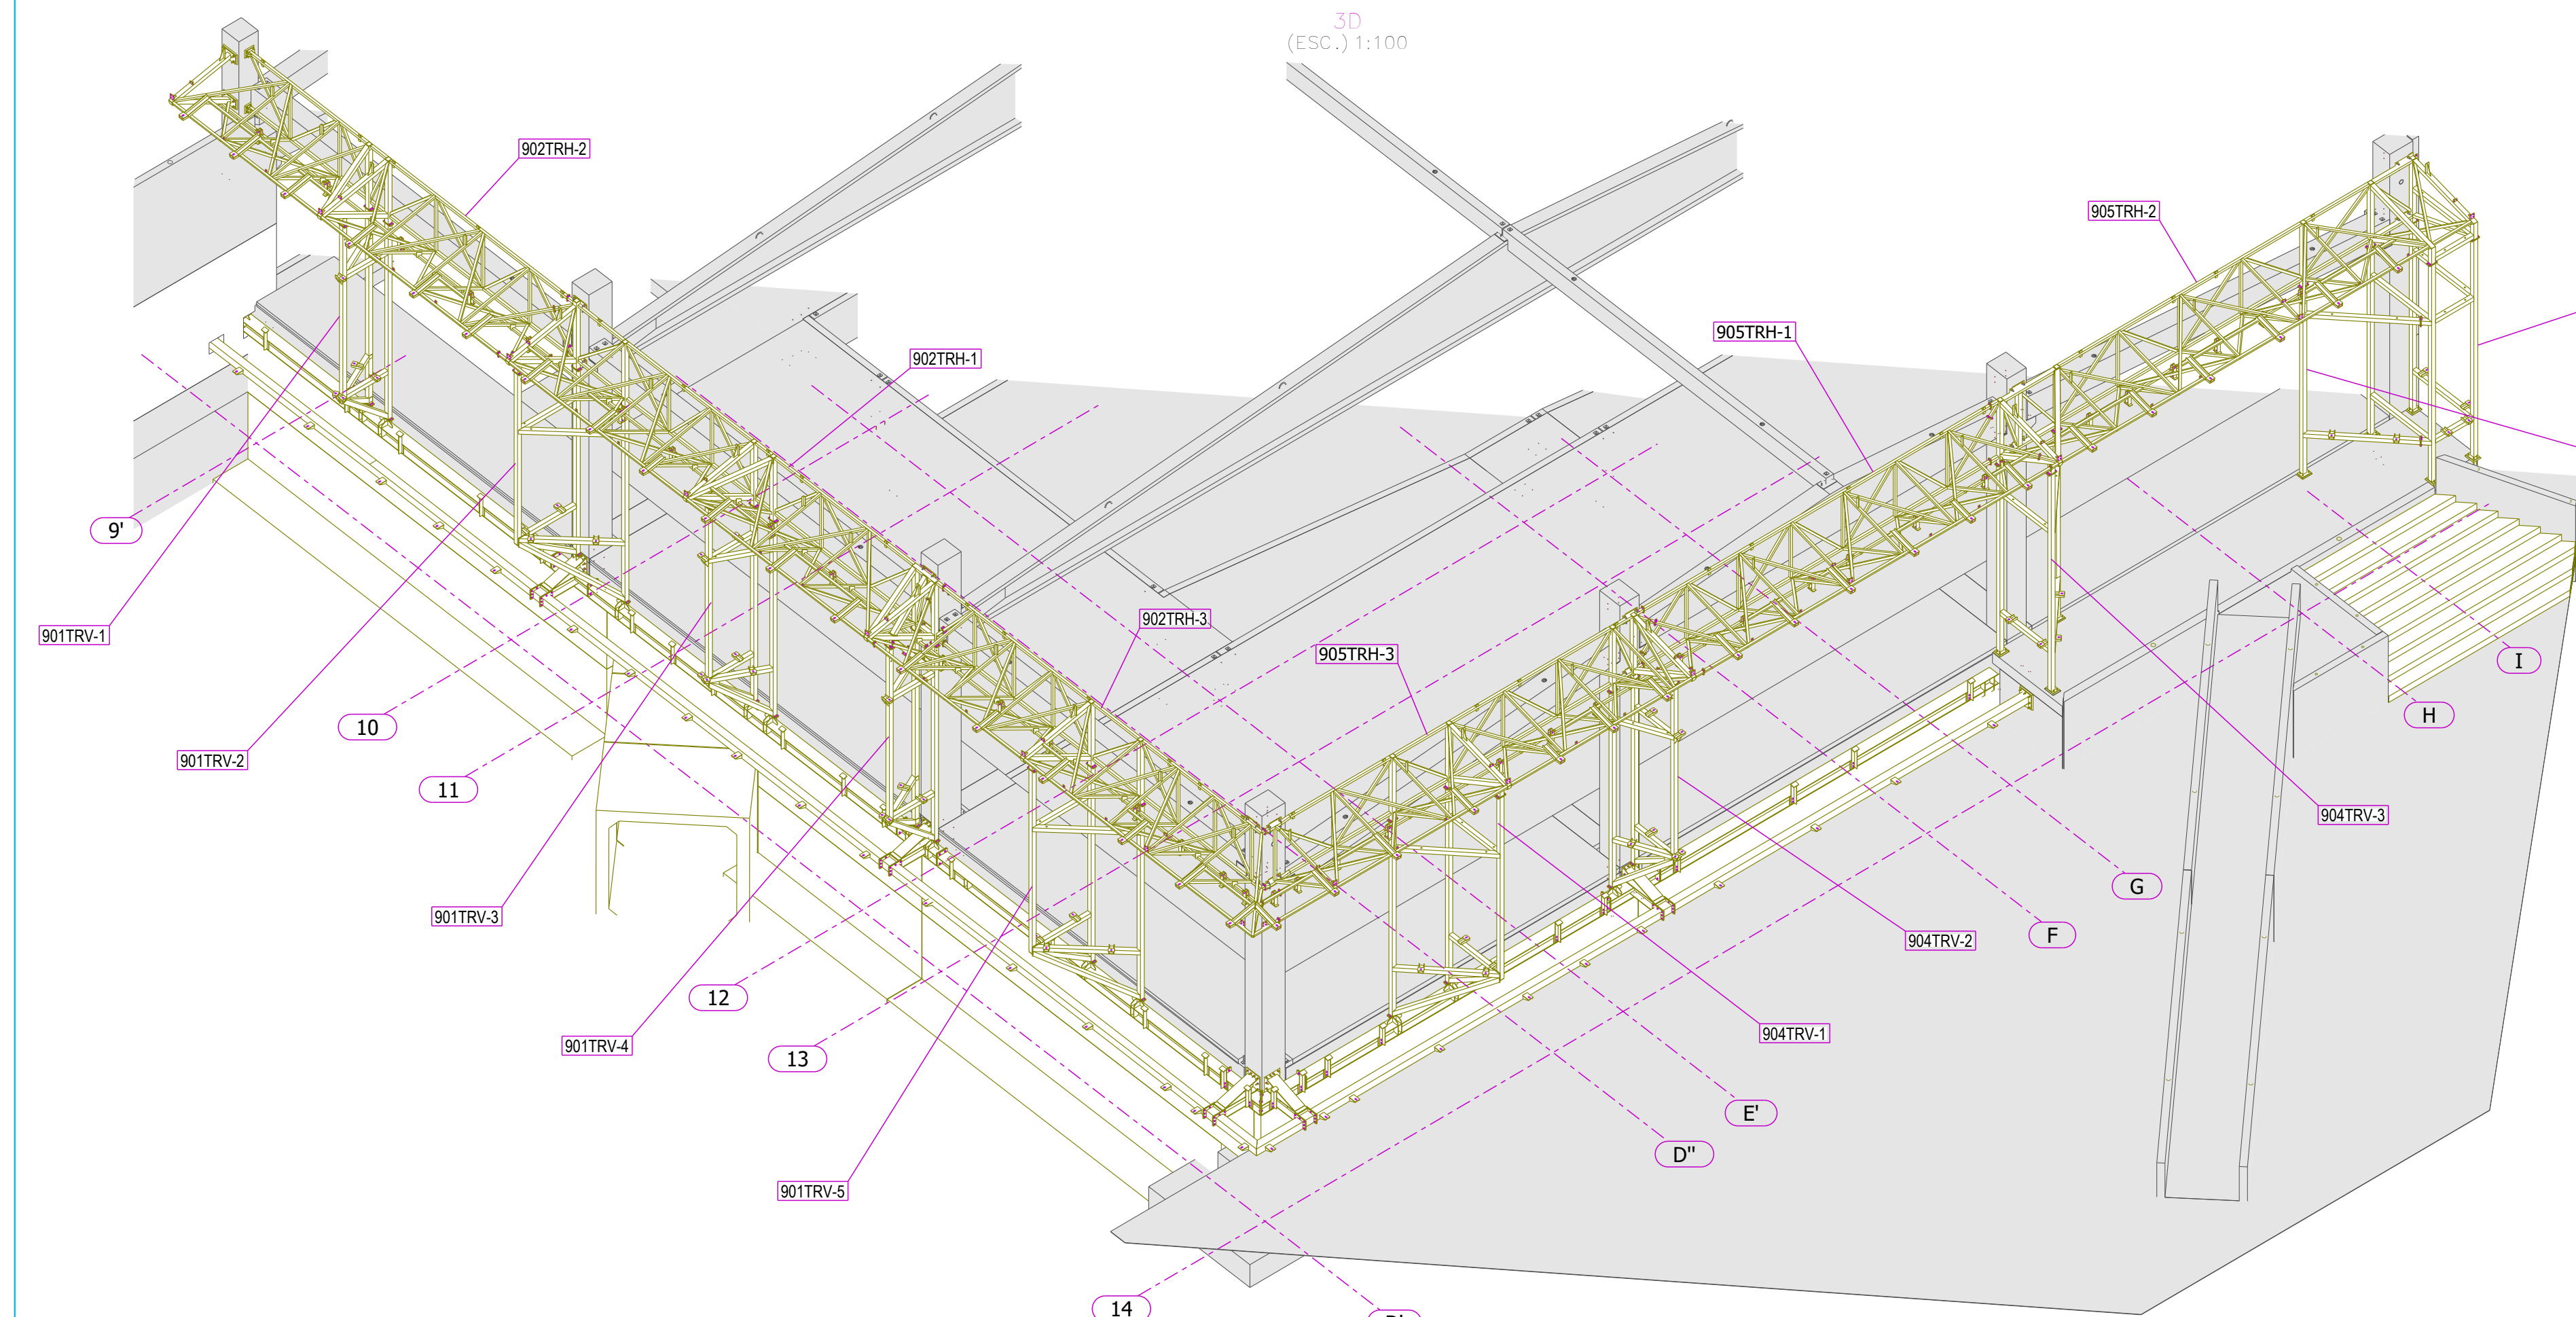 3D
(ESC.) 1:100
902TRH-2
905TRH-2
905TRH-1
902TRH-1
9'
902TRH-3
901TRV-1
905TRH-3
I
H
10
901TRV-2
11
904TRV-3
G
901TRV-3
F
904TRV-2
12
904TRV-1
901TRV-4
13
E'
D"
901TRV-5
14